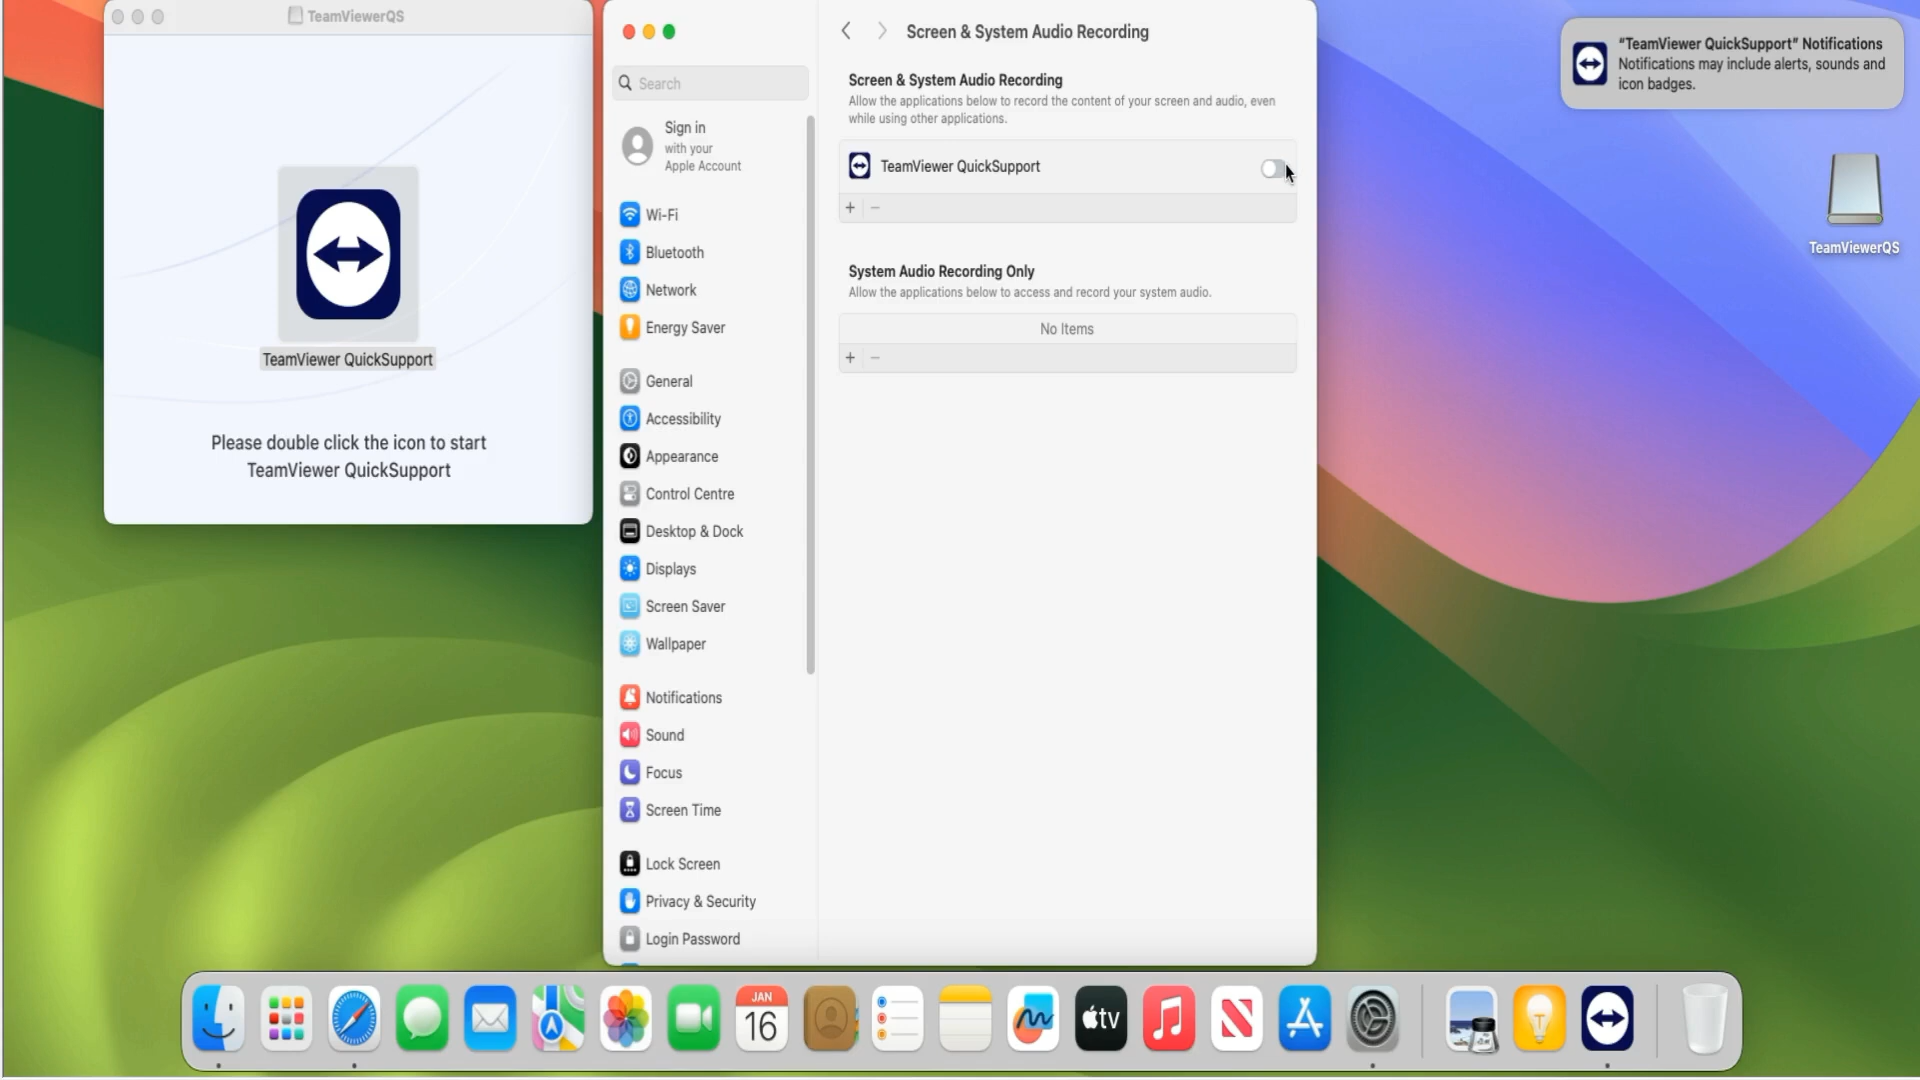 TeamViewerQS
TeamViewer QuickSupport
Please double click the icon to start
TeamViewer QuickSupport
Search
Sign in
with your
Apple Account
Wi-Fi
Bluetooth
Network
Energy Saver
General
Accessibility
Appearance
Control Centre
Desktop & Dock
Displays
Screen Saver
Wallpaper
Notifications
Sound
Focus
Screen Time
Lock Screen
Privacy & Security
Login Password
Screen & System Audio Recording
Screen & System Audio Recording
Allow the applications below to record the content of your screen and audio, even
while using other applications.
TeamViewer QuickSupport
System Audio Recording Only
Allow the applications below to access and record your system audio.
No Items
“TeamViewer QuickSupport” Notifications
Notifications may include alerts, sounds and
icon badges.
TeamViewerQS
JAN
16
tv